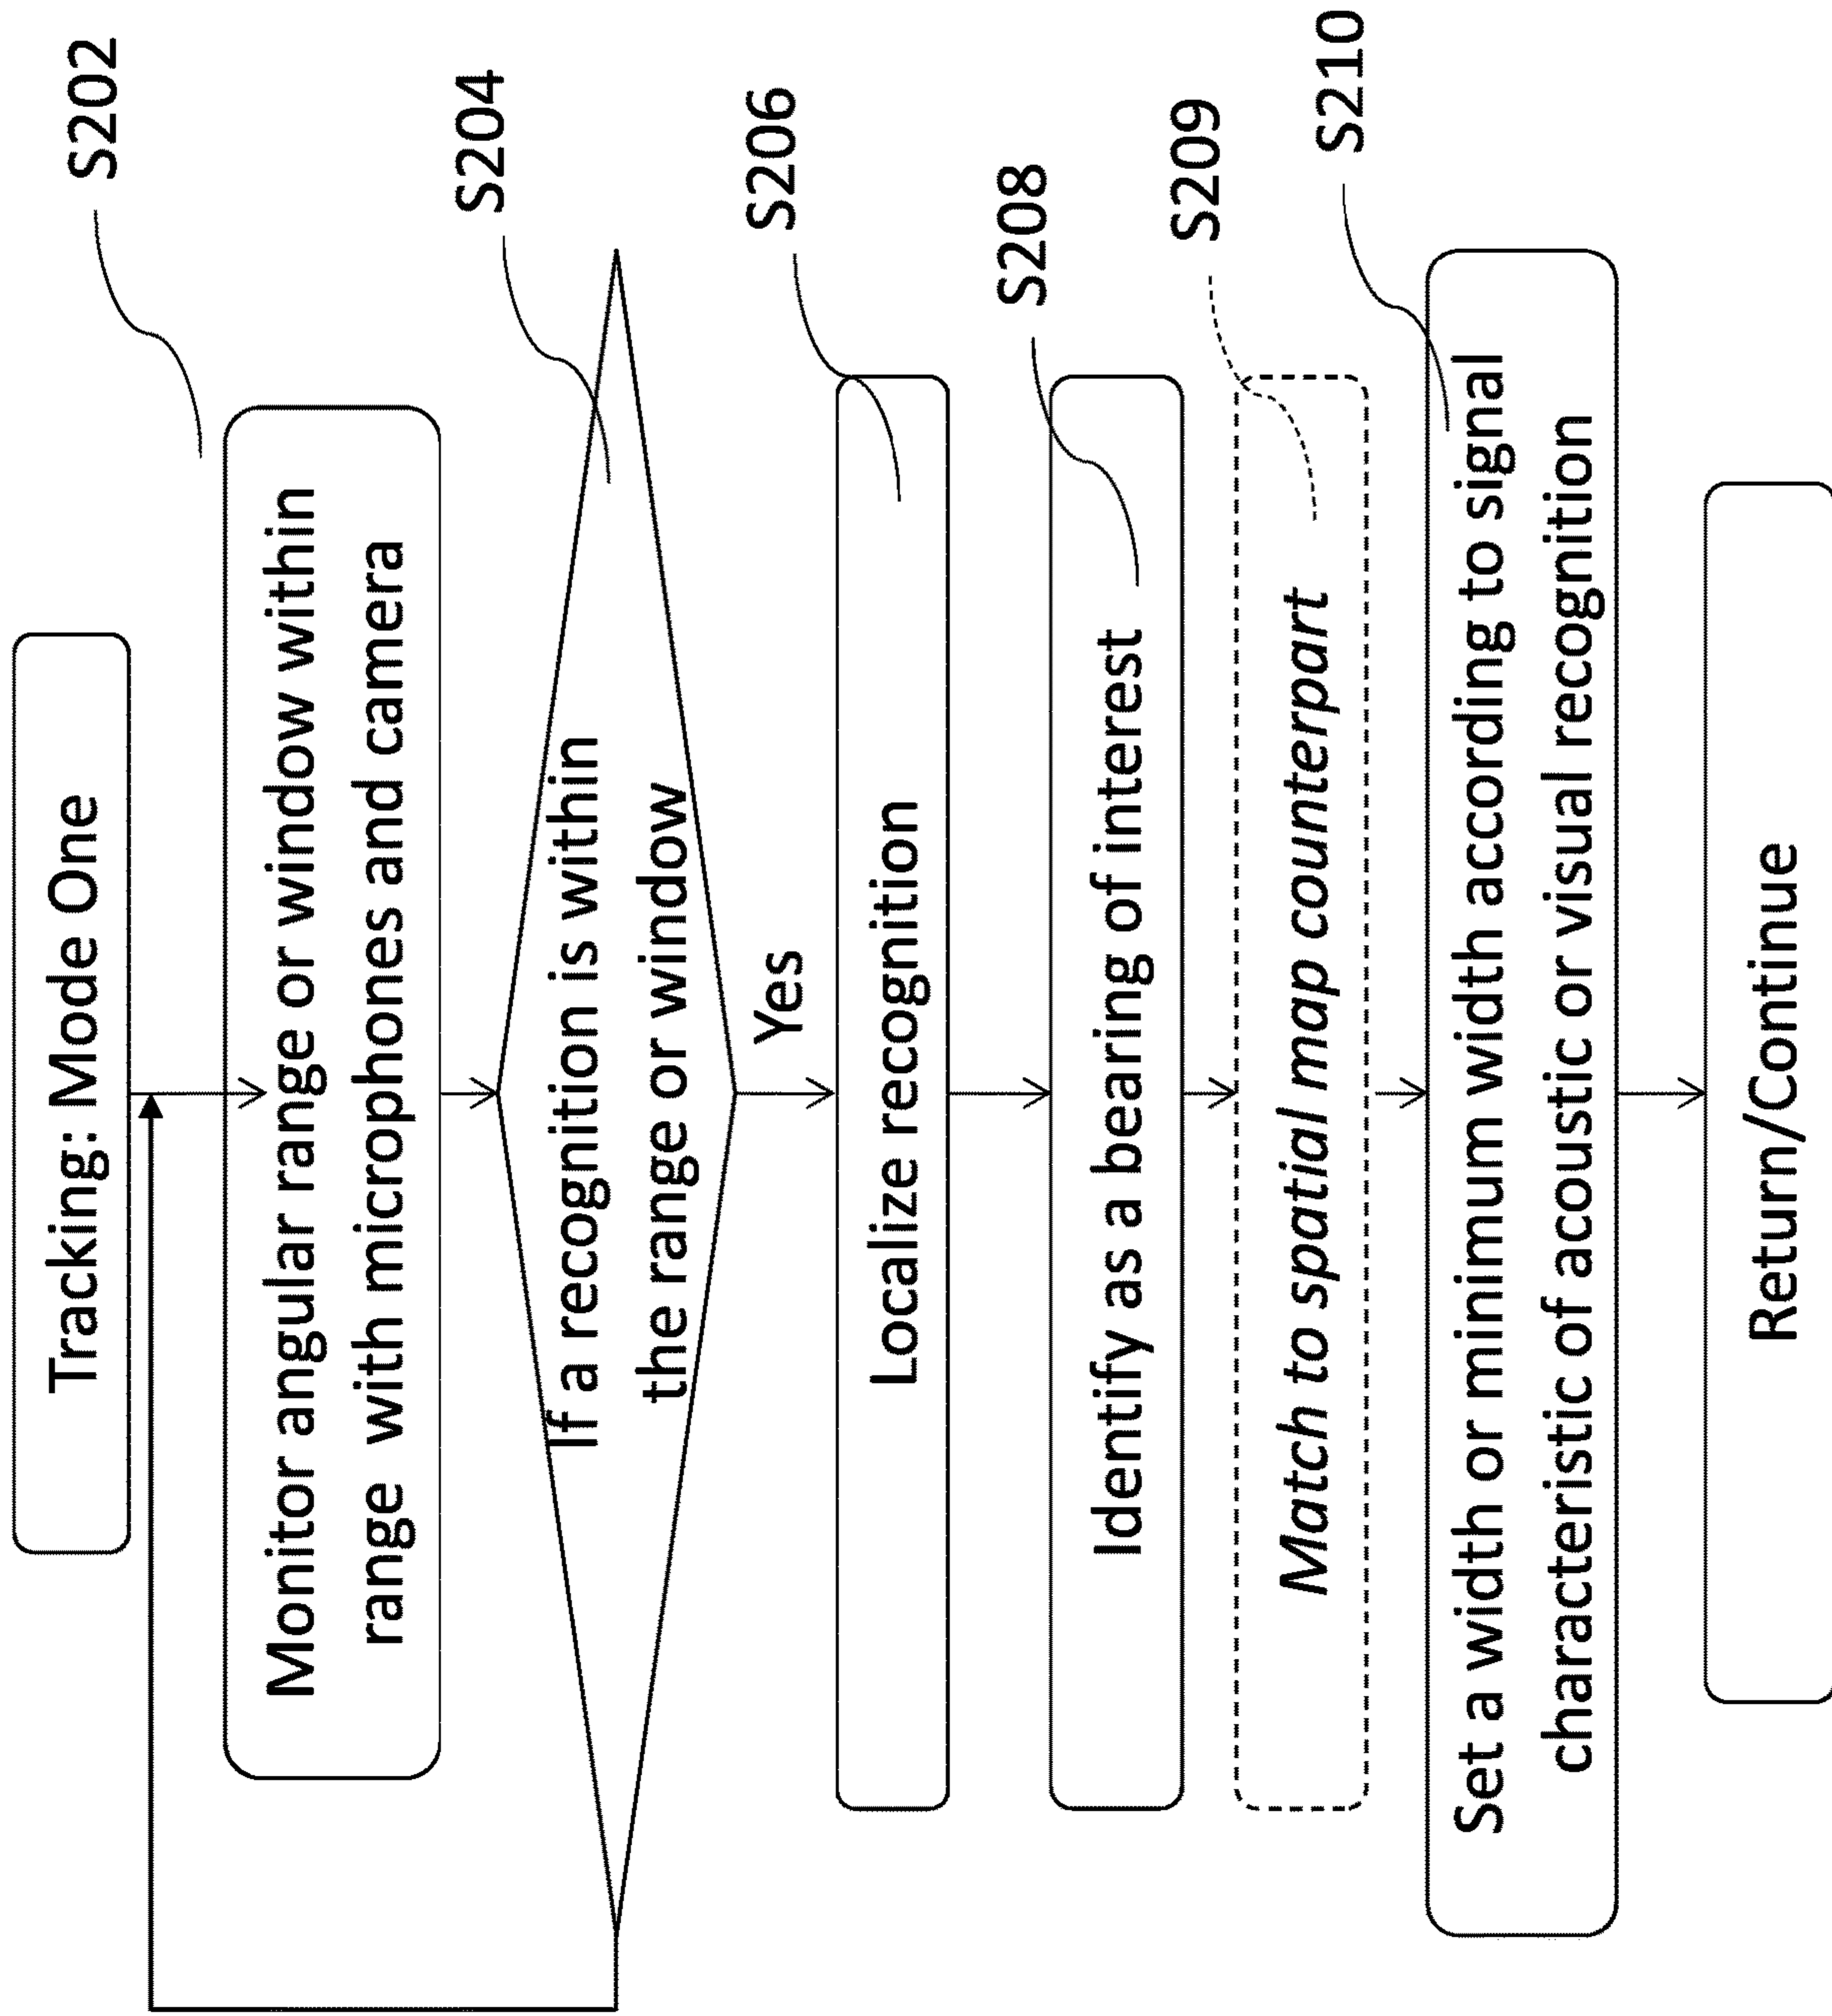 Tracking: Mode One
S202
Monitor angular range or window within
range with microphones and camera
S204
If a recognition is within
the range or window
Yes
S206
Localize recognition
S208
Identify as a bearing of interest
S209
Match to spatial map counterpart
S210
Set a width or minimum width according to signal
characteristic of acoustic or visual recognition
Return/Continue